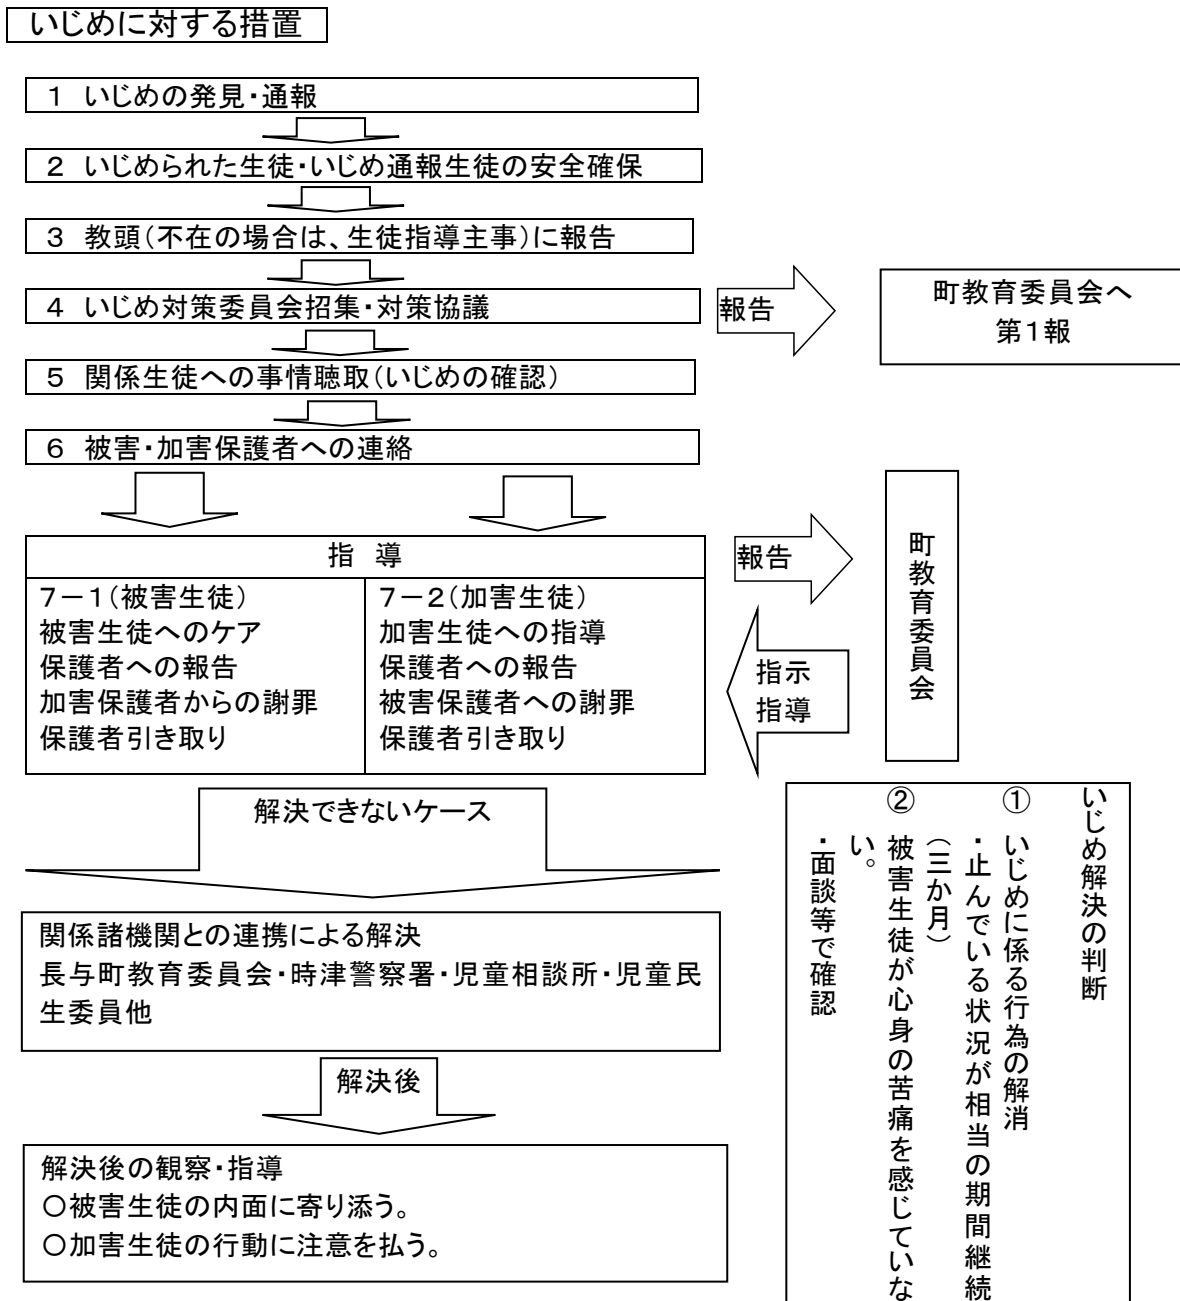 いじめに対する措置
1 いじめの発見・通報
2 いじめられた生徒・いじめ通報生徒の安全確保
3 教頭(不在の場合は、生徒指導主事)に報告
4 いじめ対策委員会招集・対策協議
報告
町教育委員会へ
第1報
5 関係生徒への事情聴取(いじめの確認)
6 被害・加害保護者への連絡
指 導
7-1(被害生徒)
被害生徒へのケア
保護者への報告
加害保護者からの謝罪
保護者引き取り
7-2(加害生徒)
加害生徒への指導
保護者への報告
被害保護者への謝罪
保護者引き取り
報告
指示
指導
町教育委員会
解決できないケース
関係諸機関との連携による解決
長与町教育委員会・時津警察署・児童相談所・児童民
生委員他
解決後
解決後の観察・指導
○被害生徒の内面に寄り添う。
○加害生徒の行動に注意を払う。
いじめ解決の判断
① いじめに係る行為の解消
・止んでいる状況が相当の期間継続
(三か月)
② 被害生徒が心身の苦痛を感じていな
い。
・面談等で確認